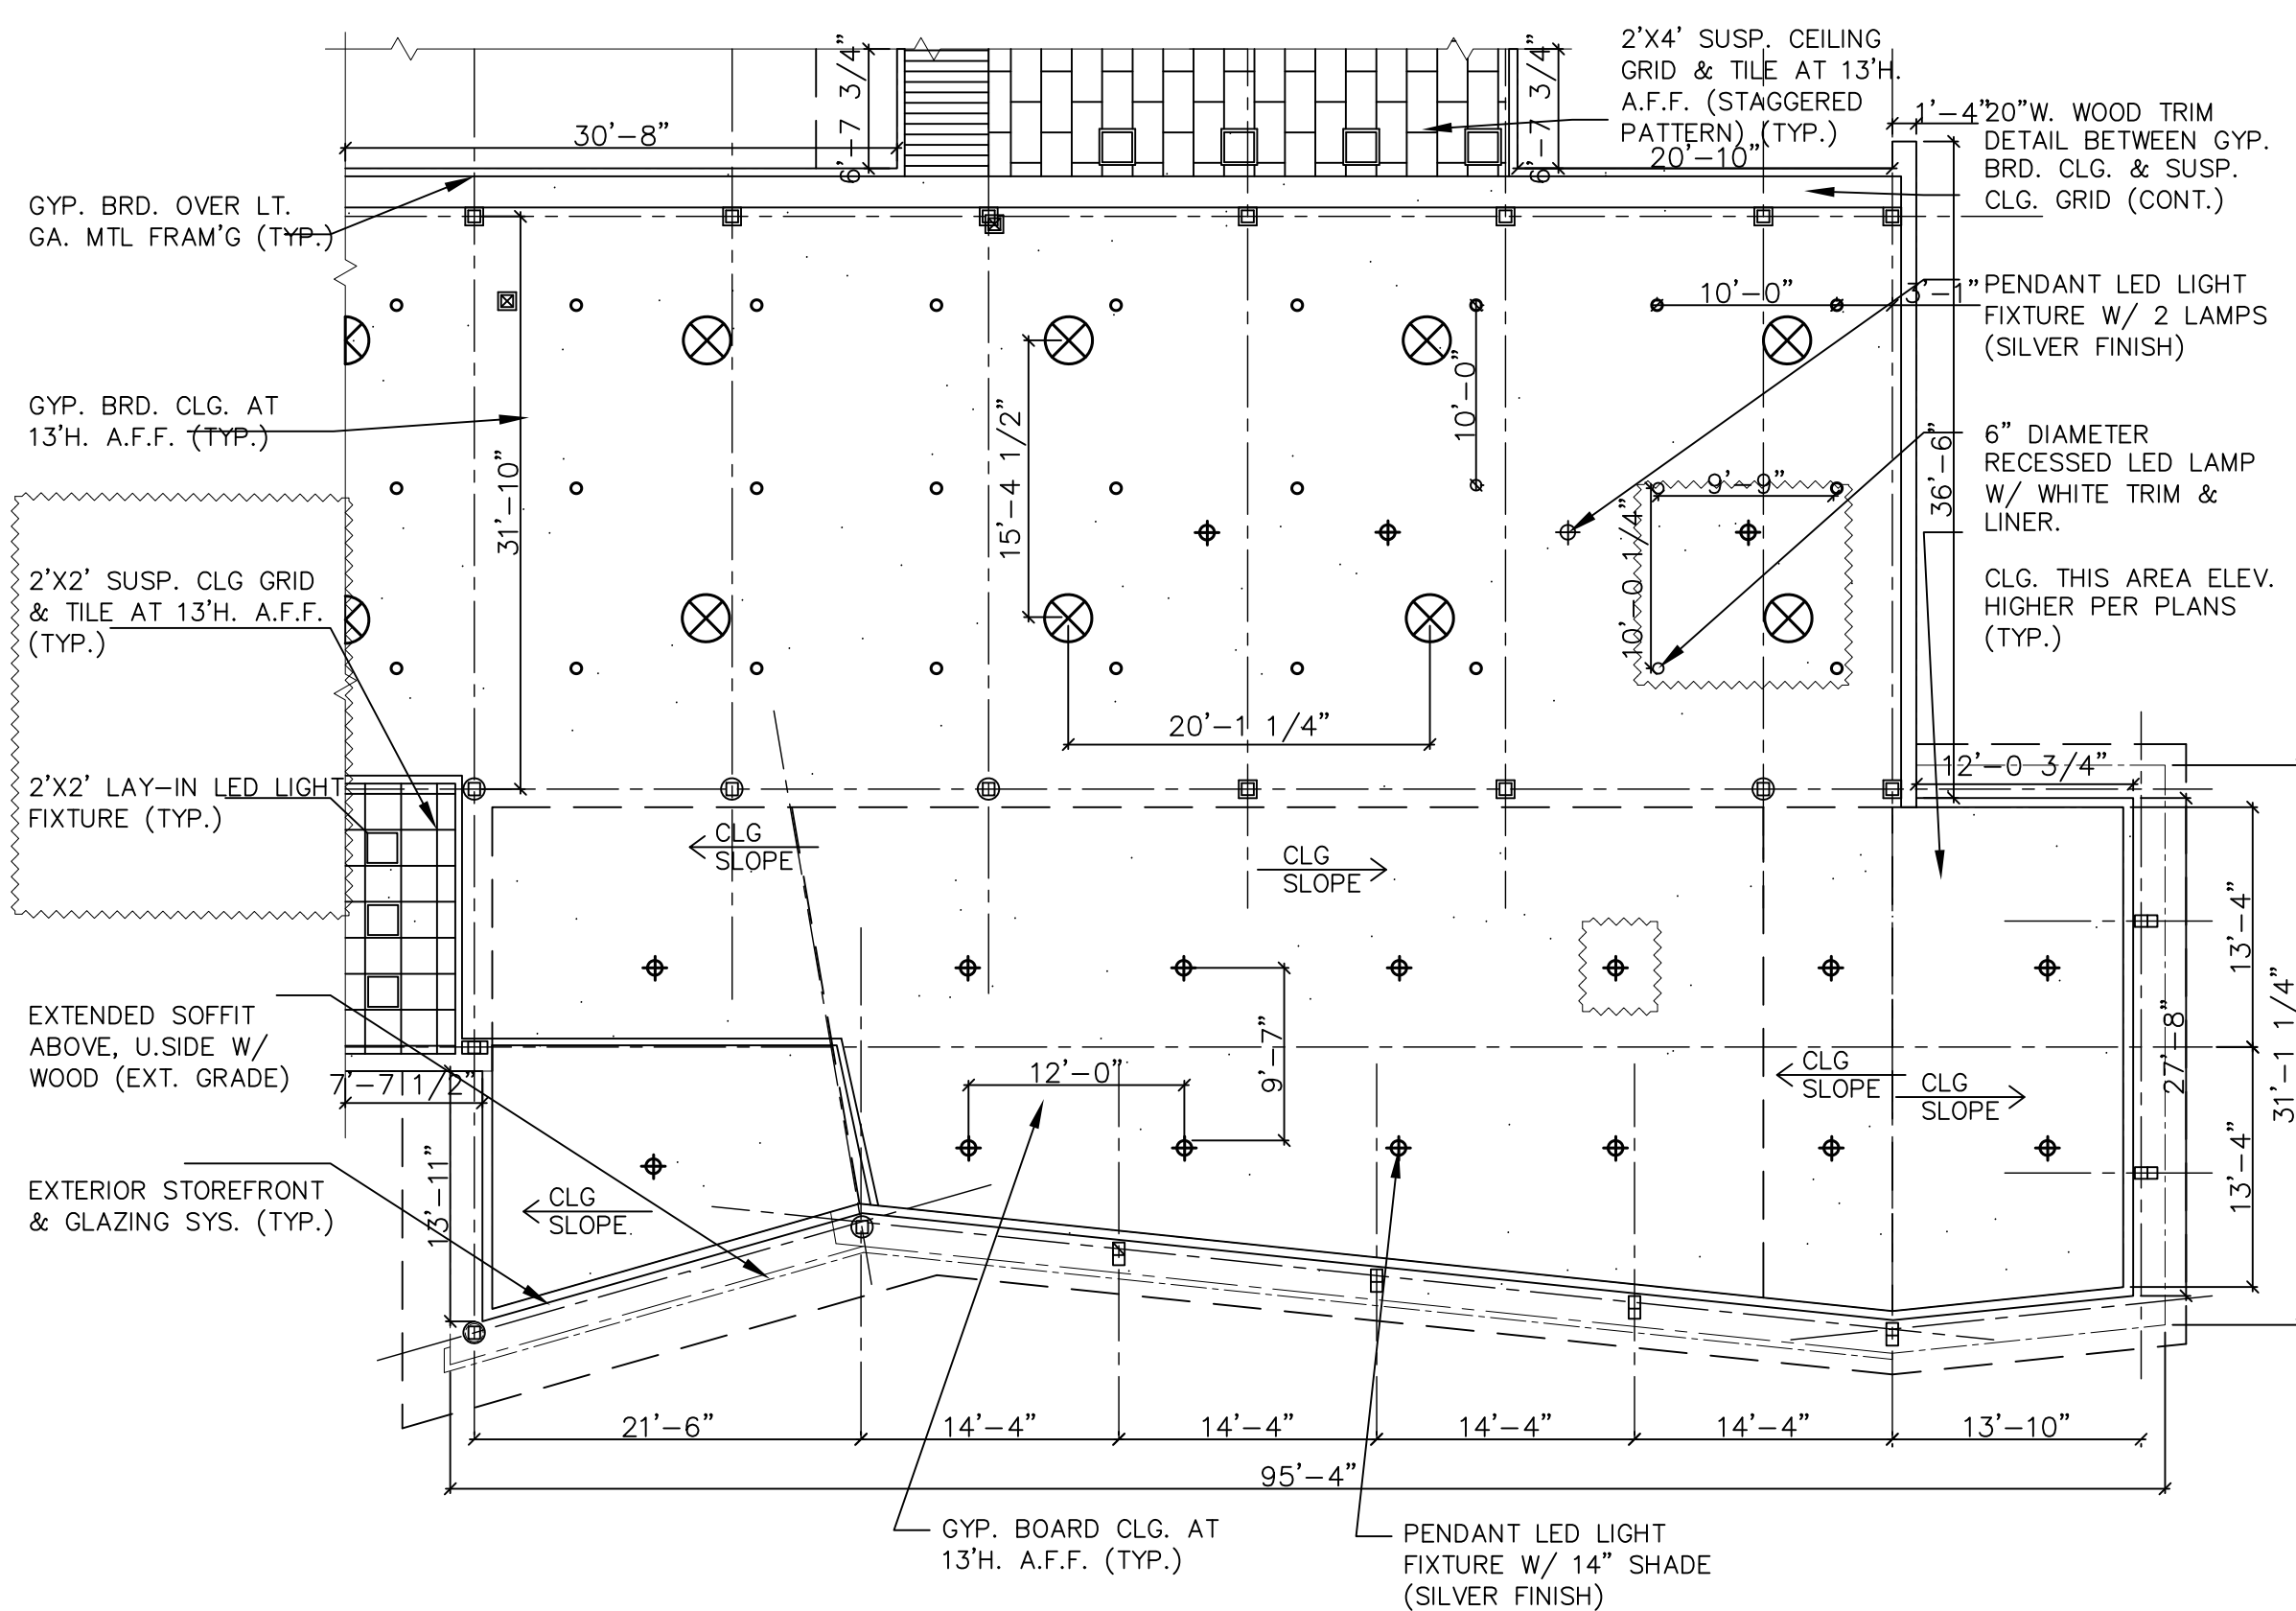 2'X4' SUSP. CEILING
GRID & TILE AT 13'H.
A.F.F. (STAGGERED
PATTERN) (TYP.)
6'-7 3/4"
6'-7 3/4"
30'-8"
20'-10"
1'-4"
20"W. WOOD TRIM
DETAIL BETWEEN GYP.
BRD. CLG. & SUSP.
CLG. GRID (CONT.)
GYP. BRD. OVER LT.
GA. MTL FRAM'G (TYP.)
10'-0"
3'-1"
PENDANT LED LIGHT
FIXTURE W/ 2 LAMPS
(SILVER FINISH)
GYP. BRD. CLG. AT
13'H. A.F.F. (TYP.)
31'-10"
15'-4 1/2"
10'-0"
9'-9"
10'-0 1/4"
36'-6"
6" DIAMETER
RECESSED LED LAMP
W/ WHITE TRIM &
LINER.
CLG. THIS AREA ELEV.
HIGHER PER PLANS
(TYP.)
2'X2' SUSP. CLG GRID
& TILE AT 13'H. A.F.F.
(TYP.)
20'-1 1/4"
12'-0 3/4"
2'X2' LAY-IN LED LIGHT
FIXTURE (TYP.)
CLG
SLOPE
CLG
SLOPE
13'-4"
EXTENDED SOFFIT
ABOVE, U.SIDE W/
WOOD (EXT. GRADE)
7'-7 1/2"
12'-0"
9'-7"
CLG
SLOPE
CLG
SLOPE
27'-8"
31'-1 1/4"
13'-4"
EXTERIOR STOREFRONT
& GLAZING SYS. (TYP.)
13'-11"
CLG
SLOPE
21'-6"
14'-4"
14'-4"
14'-4"
14'-4"
13'-10"
95'-4"
GYP. BOARD CLG. AT
13'H. A.F.F. (TYP.)
PENDANT LED LIGHT
FIXTURE W/ 14" SHADE
(SILVER FINISH)